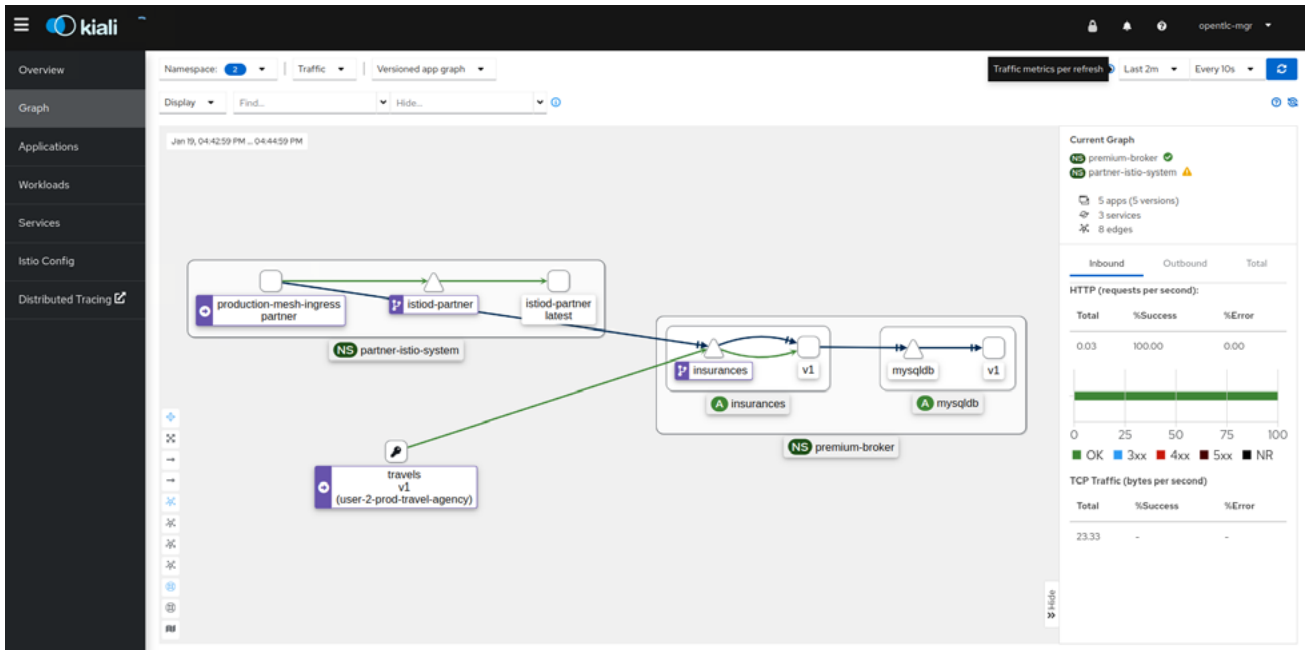 kiali
opentlc-mgr
Overview
Graph
Applications
Workloads
Services
Istio Config
Distributed Tracing
Namespace: 2
Traffic
Versioned app graph
Traffic metrics per refresh
Last 2m
Every 10s
Display
Find...
Hide...
Jan 19, 04:42:59 PM ... 04:44:59 PM
production-mesh-ingress
partner
istiod-partner
istiod-partner
latest
NS partner-istio-system
insurances
v1
A insurances
mysqldb
v1
A mysqldb
NS premium-broker
travels
v1
(user-2-prod-travel-agency)
Hide
Current Graph
NS premium-broker
NS partner-istio-system
5 apps (5 versions)
3 services
8 edges
Inbound Outbound Total
HTTP (requests per second):
Total %Success %Error
0.03 100.00 0.00
0 25 50 75 100
OK 3xx 4xx 5xx NR
TCP Traffic (bytes per second)
Total %Success %Error
23.33 - -